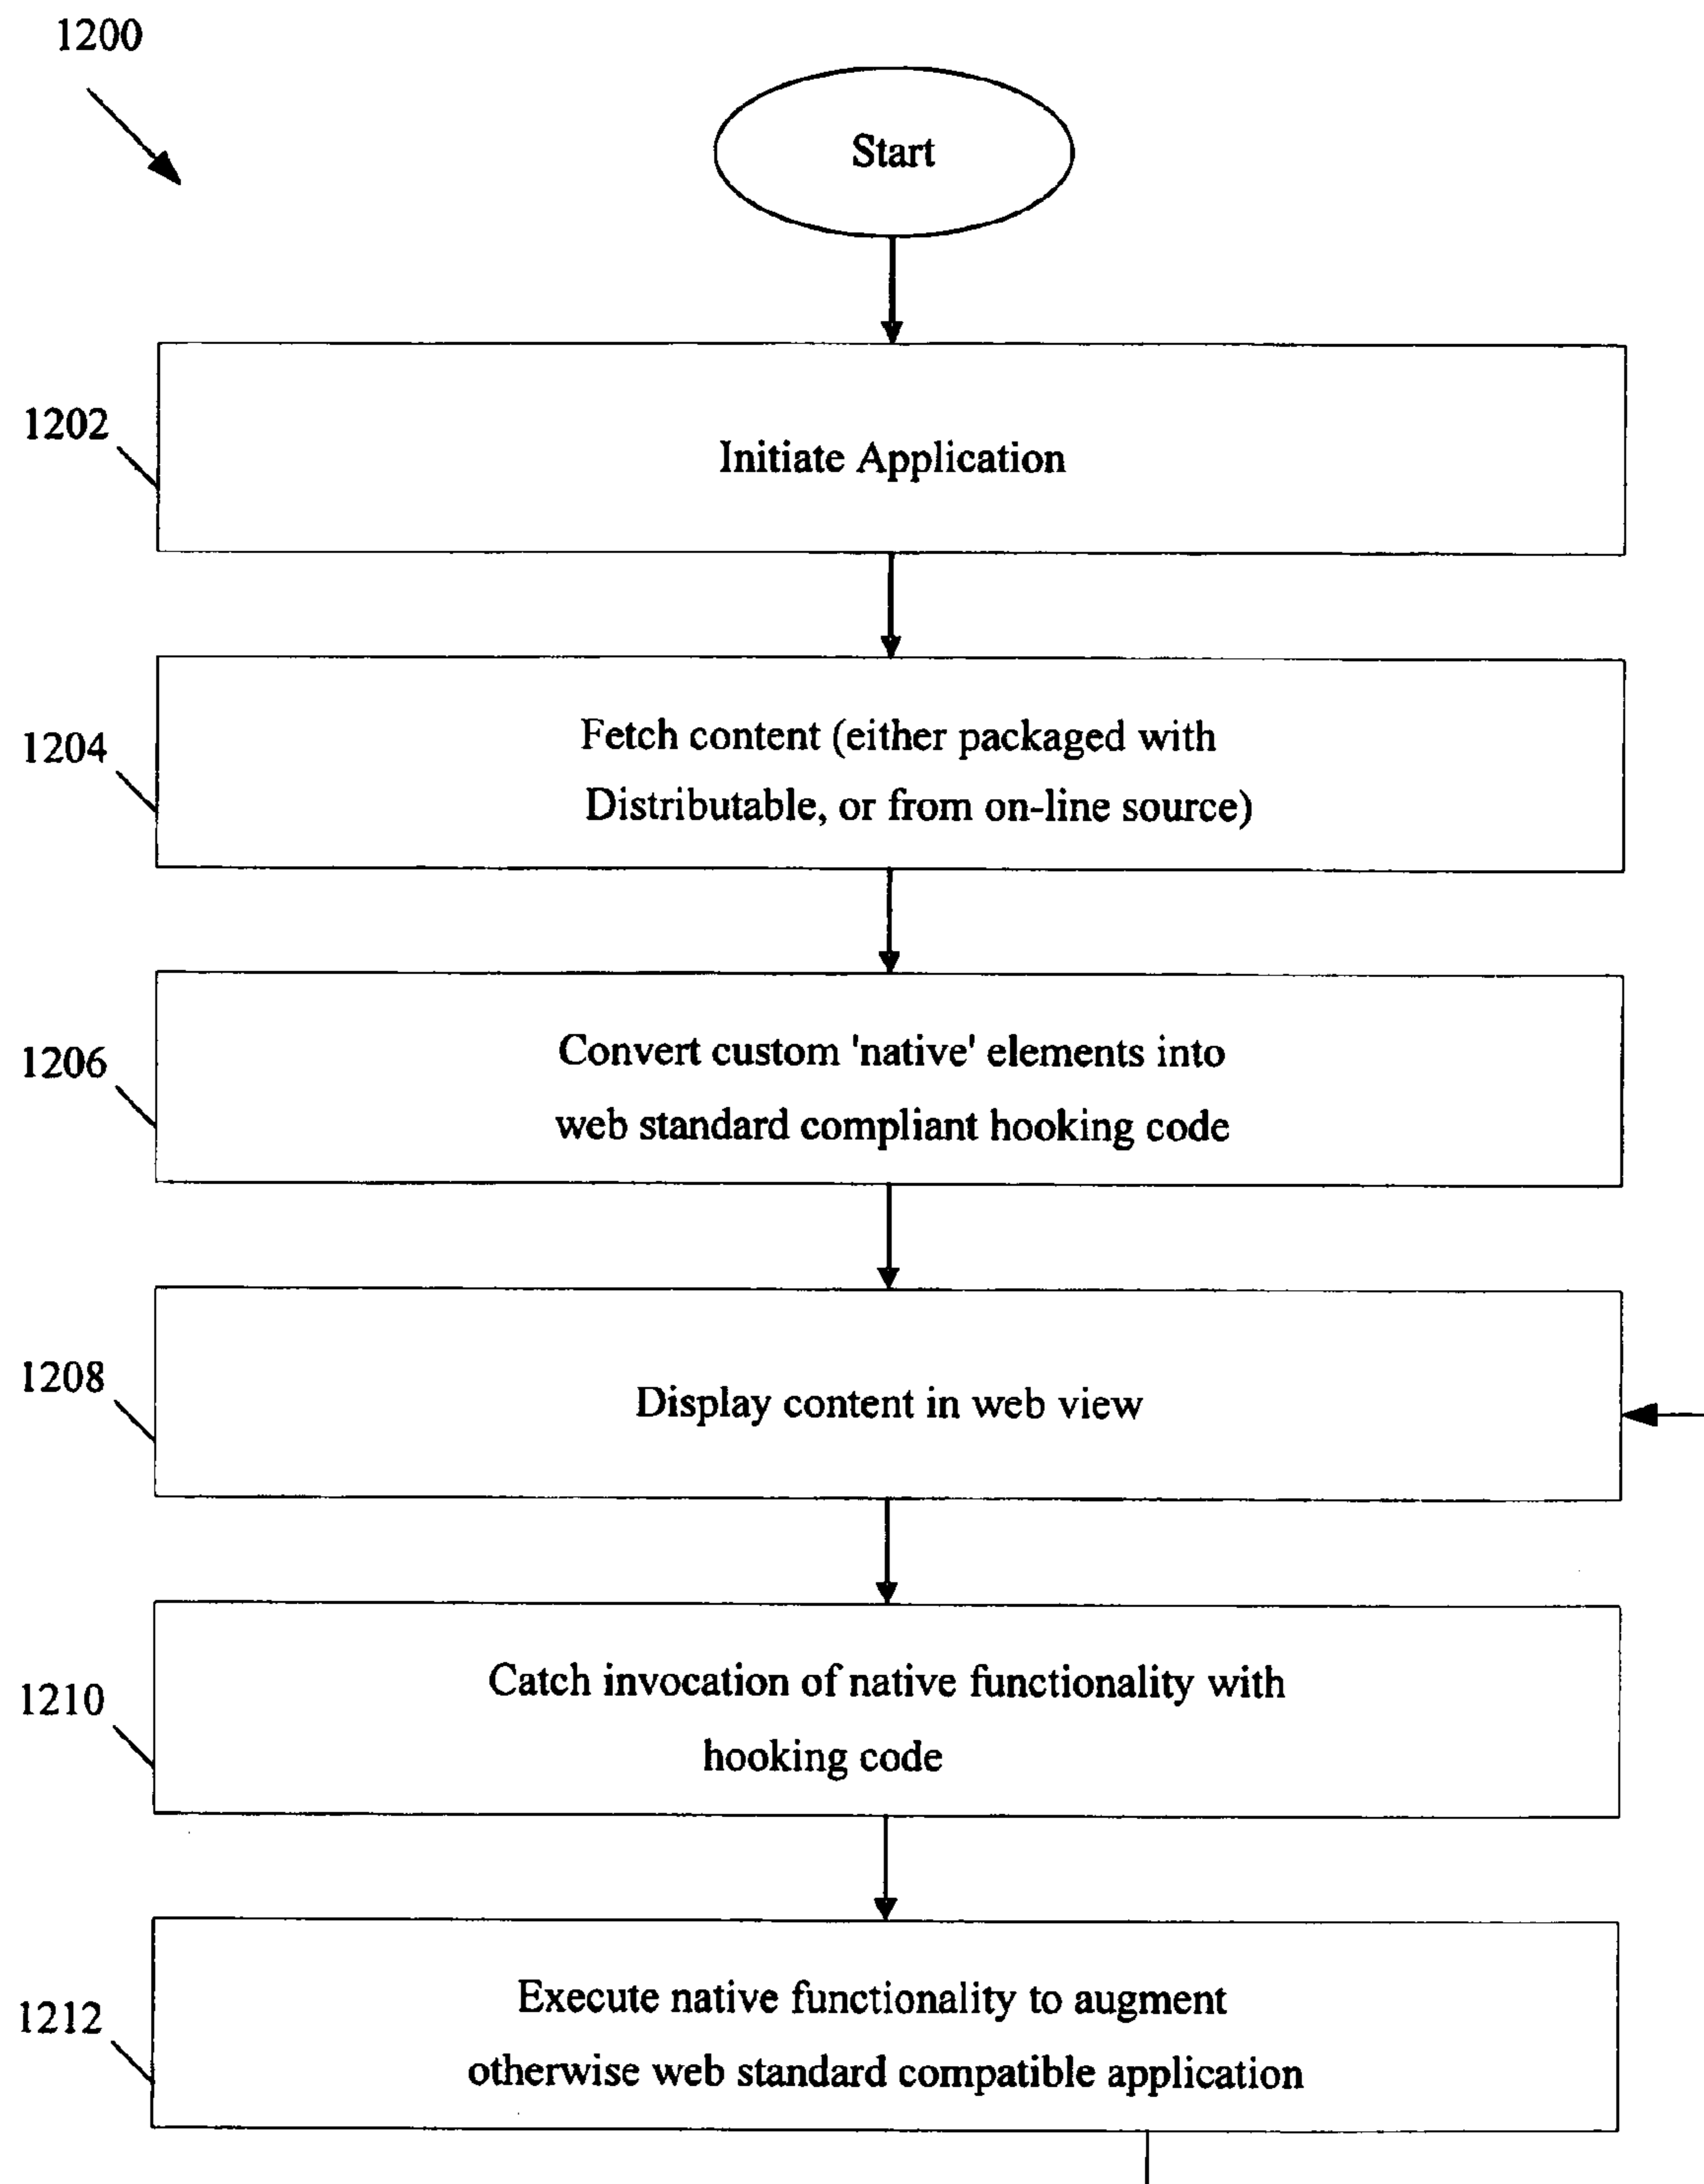 1200
Start
1202
Initiate Application
1204
Fetch content (either packaged with
Distributable, or from on-line source)
1206
Convert custom 'native' elements into
web standard compliant hooking code
1208
Display content in web view
1210
Catch invocation of native functionality with
hooking code
1212
Execute native functionality to augment
otherwise web standard compatible application